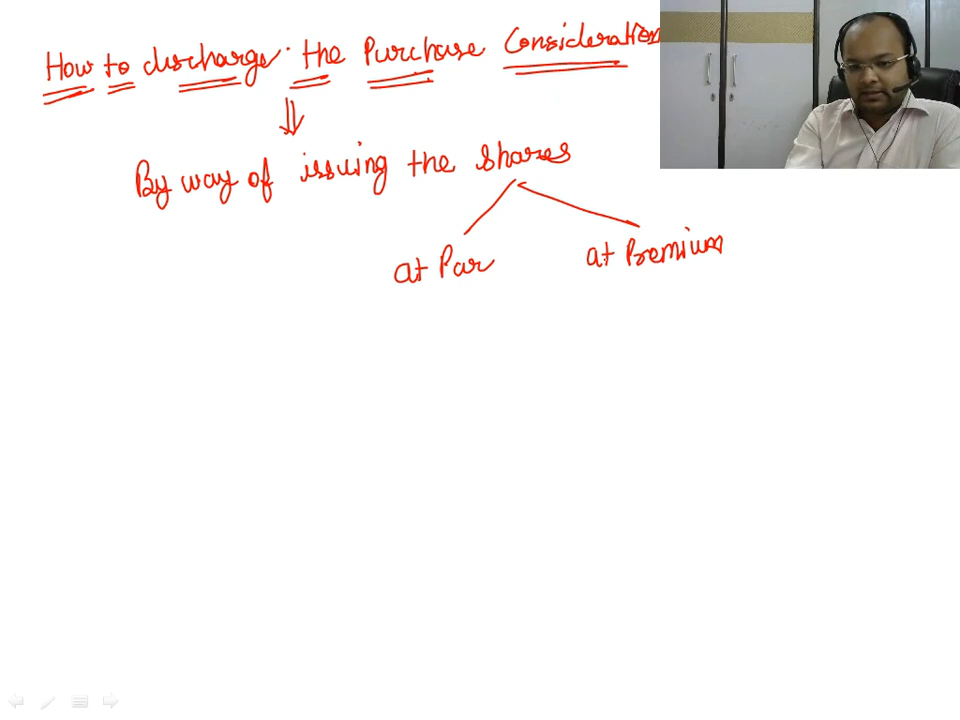 How to discharge the Purchase Consideration
By way of issuing the shares
at Par
at Premium